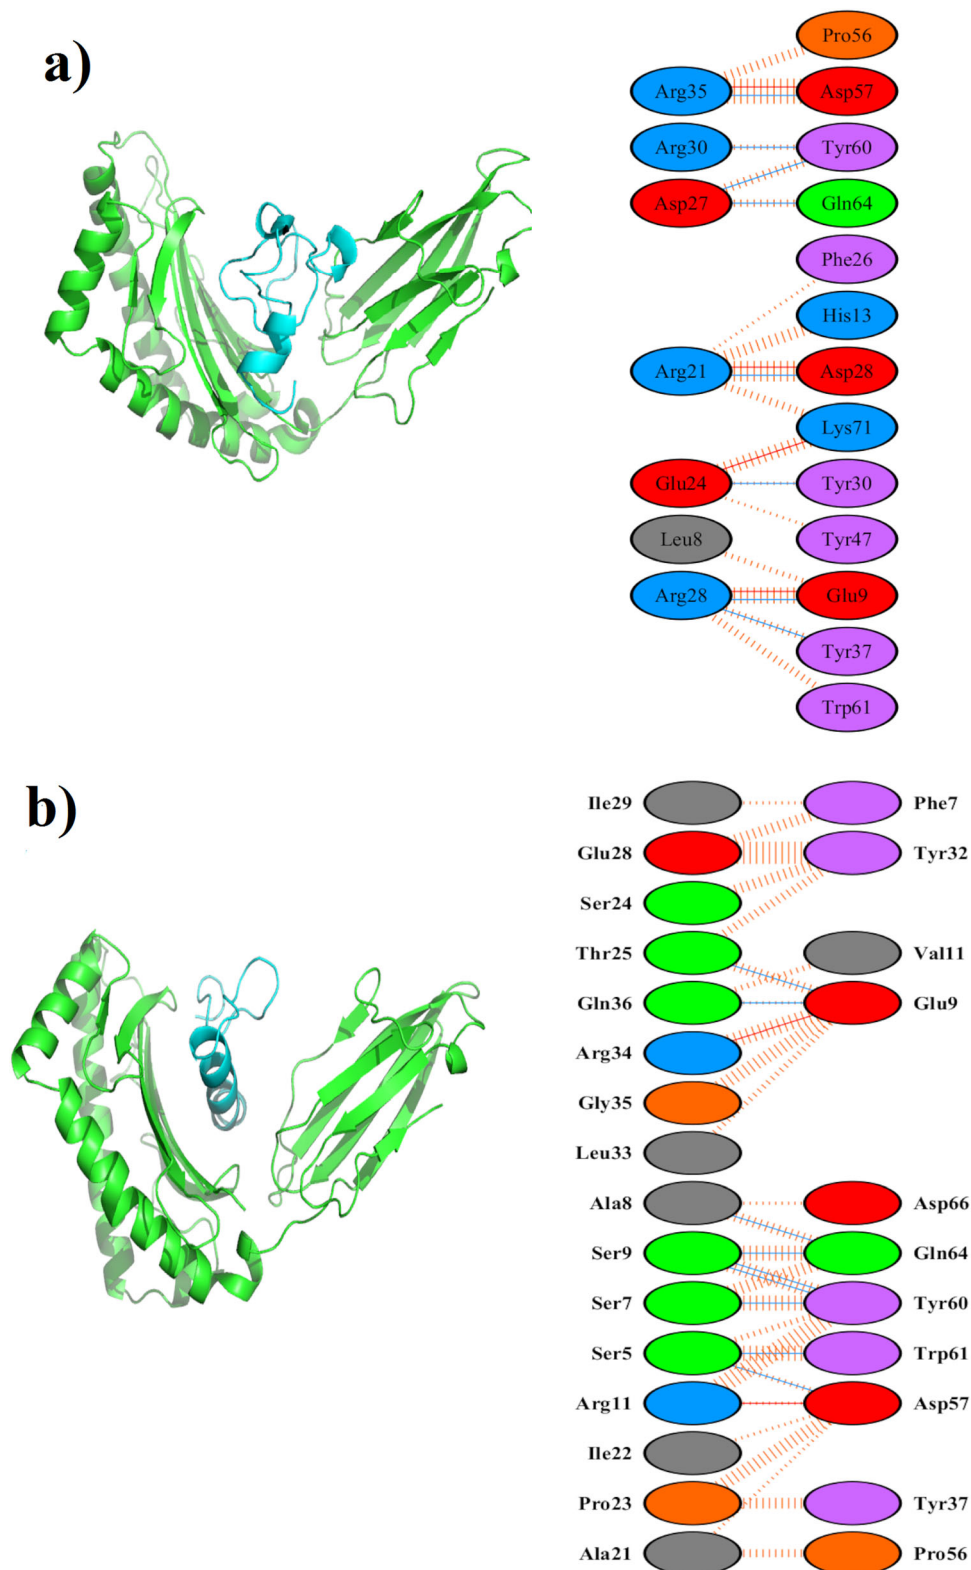 a)
Pro56
Arg35 Asp57
Arg30 Tyr60
Asp27 Gln64
Phe26
His13
Arg21 Asp28
Lys71
Glu24 Tyr30
Leu8 Tyr47
Arg28 Glu9
Tyr37
Trp61
b)
Ile29 Phe7
Glu28 Tyr32
Ser24
Thr25 Val11
Gln36 Glu9
Arg34
Gly35
Leu33
Ala8 Asp66
Ser9 Gln64
Ser7 Tyr60
Ser5 Trp61
Arg11 Asp57
Ile22
Pro23 Tyr37
Ala21 Pro56